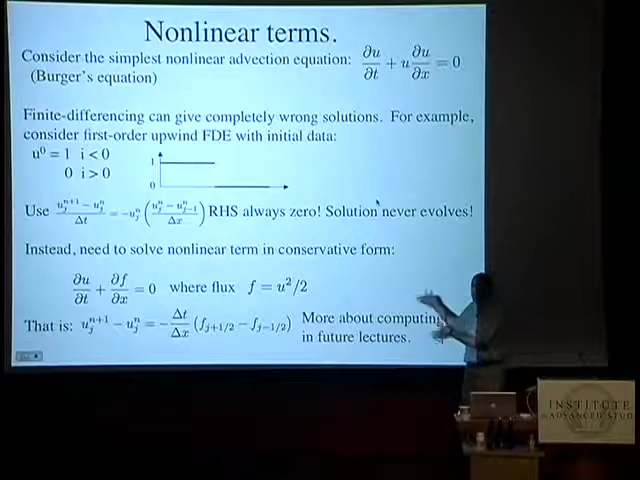 Nonlinear terms.
Consider the simplest nonlinear advection equation: ∂u/∂t + u ∂u/∂x = 0
(Burger's equation)
Finite-differencing can give completely wrong solutions. For example,
consider first-order upwind FDE with initial data:
u⁰ = 1 i < 0
0 i > 0
1
0
Use (u_j^{n+1} − u_j^n)/Δt = −u_j^n ((u_j^n − u_{j−1}^n)/Δx) RHS always zero! Solution never evolves!
Instead, need to solve nonlinear term in conservative form:
∂u/∂t + ∂f/∂x = 0 where flux f = u²/2
That is: u_j^{n+1} − u_j^n = −Δt/Δx (f_{j+1/2} − f_{j−1/2})
More about computing
in future lectures.
INSTITUTE
ADVANCED STUD